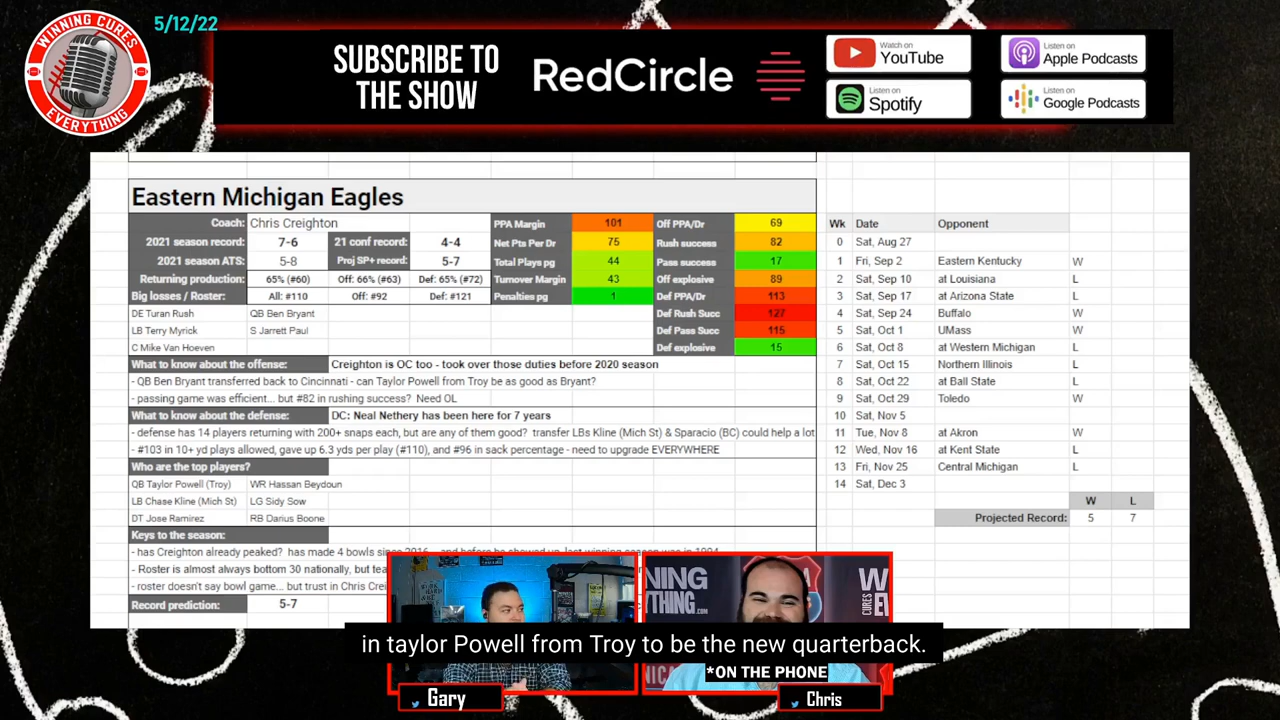 5/12/22
WINNING CURES
EVERYTHING
SUBSCRIBE TO
THE SHOW
RedCircle
Watch on
YouTube
Listen on
Apple Podcasts
Listen on
Spotify
Listen on
Google Podcasts
Eastern Michigan Eagles
Coach: Chris Creighton PPA Margin 101 Off PPA/Dr 69
2021 season record: 7-6 21 conf record: 4-4 Net Pts Per Dr 75 Rush success 82
2021 season ATS 5-8 Proj SP+ record: 5-7 Total Plays pg 44 Pass success 17
Returning production: 65% (#60) Off: 66% (#63) Def: 65% (#72) Turnover Margin 43 Off explosive 89
Big losses / Roster: All: #110 Off: #92 Def: #121 Penalties pg 1 Def PPA/Dr 113
DE Turan Rush QB Ben Bryant Def Rush Succ 127
LB Terry Myrick S Jarrett Paul Def Pass Succ 115
C Mike Van Hoeven Def explosive 15
What to know about the offense: Creighton is OC too - took over those duties before 2020 season
- QB Ben Bryant transferred back to Cincinnati - can Taylor Powell from Troy be as good as Bryant?
- passing game was efficient... but #82 in rushing success? Need OL
What to know about the defense: DC: Neal Nethery has been here for 7 years
- defense has 14 players returning with 200+ snaps each, but are any of them good? transfer LBs Kline (Mich St) & Sparacio (BC) could help a lot
- #103 in 10+ yd plays allowed, gave up 6.3 yds per play (#110), and #96 in sack percentage - need to upgrade EVERYWHERE
Who are the top players?
QB Taylor Powell (Troy) WR Hassan Beydoun
LB Chase Kline (Mich St) LG Sidy Sow
DT Jose Ramirez RB Darius Boone
Keys to the season:
- has Creighton already peaked? has made 4 bowls since 2016... and before he showed up, last winning season was in 1994
- Roster is almost always bottom 30 nationally, but
- roster doesn't say bowl game... but trust in Chris
Record prediction: 5-7
Wk Date Opponent
0 Sat, Aug 27
1 Fri, Sep 2 Eastern Kentucky W
2 Sat, Sep 10 at Louisiana L
3 Sat, Sep 17 at Arizona State L
4 Sat, Sep 24 Buffalo W
5 Sat, Oct 1 UMass W
6 Sat, Oct 8 at Western Michigan L
7 Sat, Oct 15 Northern Illinois L
8 Sat, Oct 22 at Ball State L
9 Sat, Oct 29 Toledo W
10 Sat, Nov 5
11 Tue, Nov 8 at Akron W
12 Wed, Nov 16 at Kent State L
13 Fri, Nov 25 Central Michigan L
14 Sat, Dec 3
W L
Projected Record: 5 7
in taylor Powell from Troy to be the new quarterback.
*ON THE PHONE
Gary
Chris